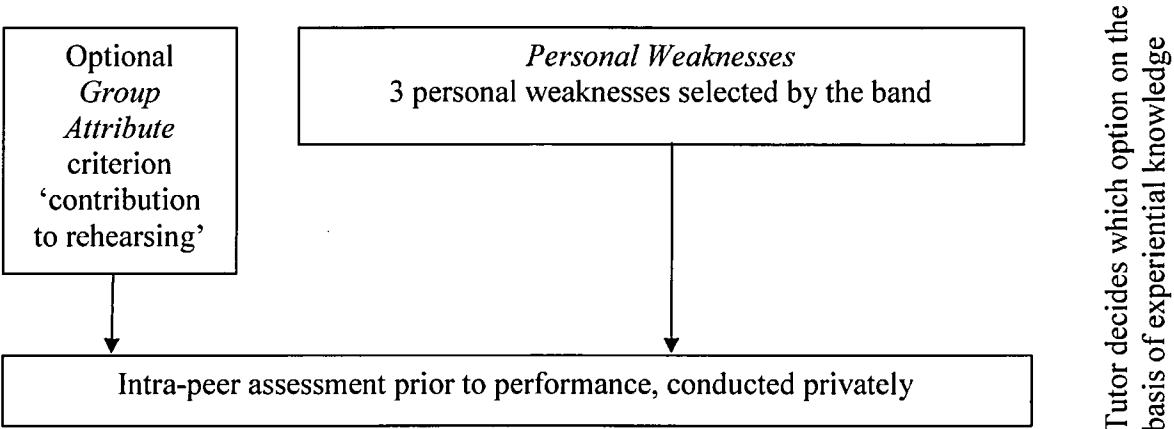 Optional
Group
Attribute
criterion
‘contribution
to rehearsing’
Personal Weaknesses
3 personal weaknesses selected by the band
Intra-peer assessment prior to performance, conducted privately
Tutor decides which option on the
basis of experiential knowledge